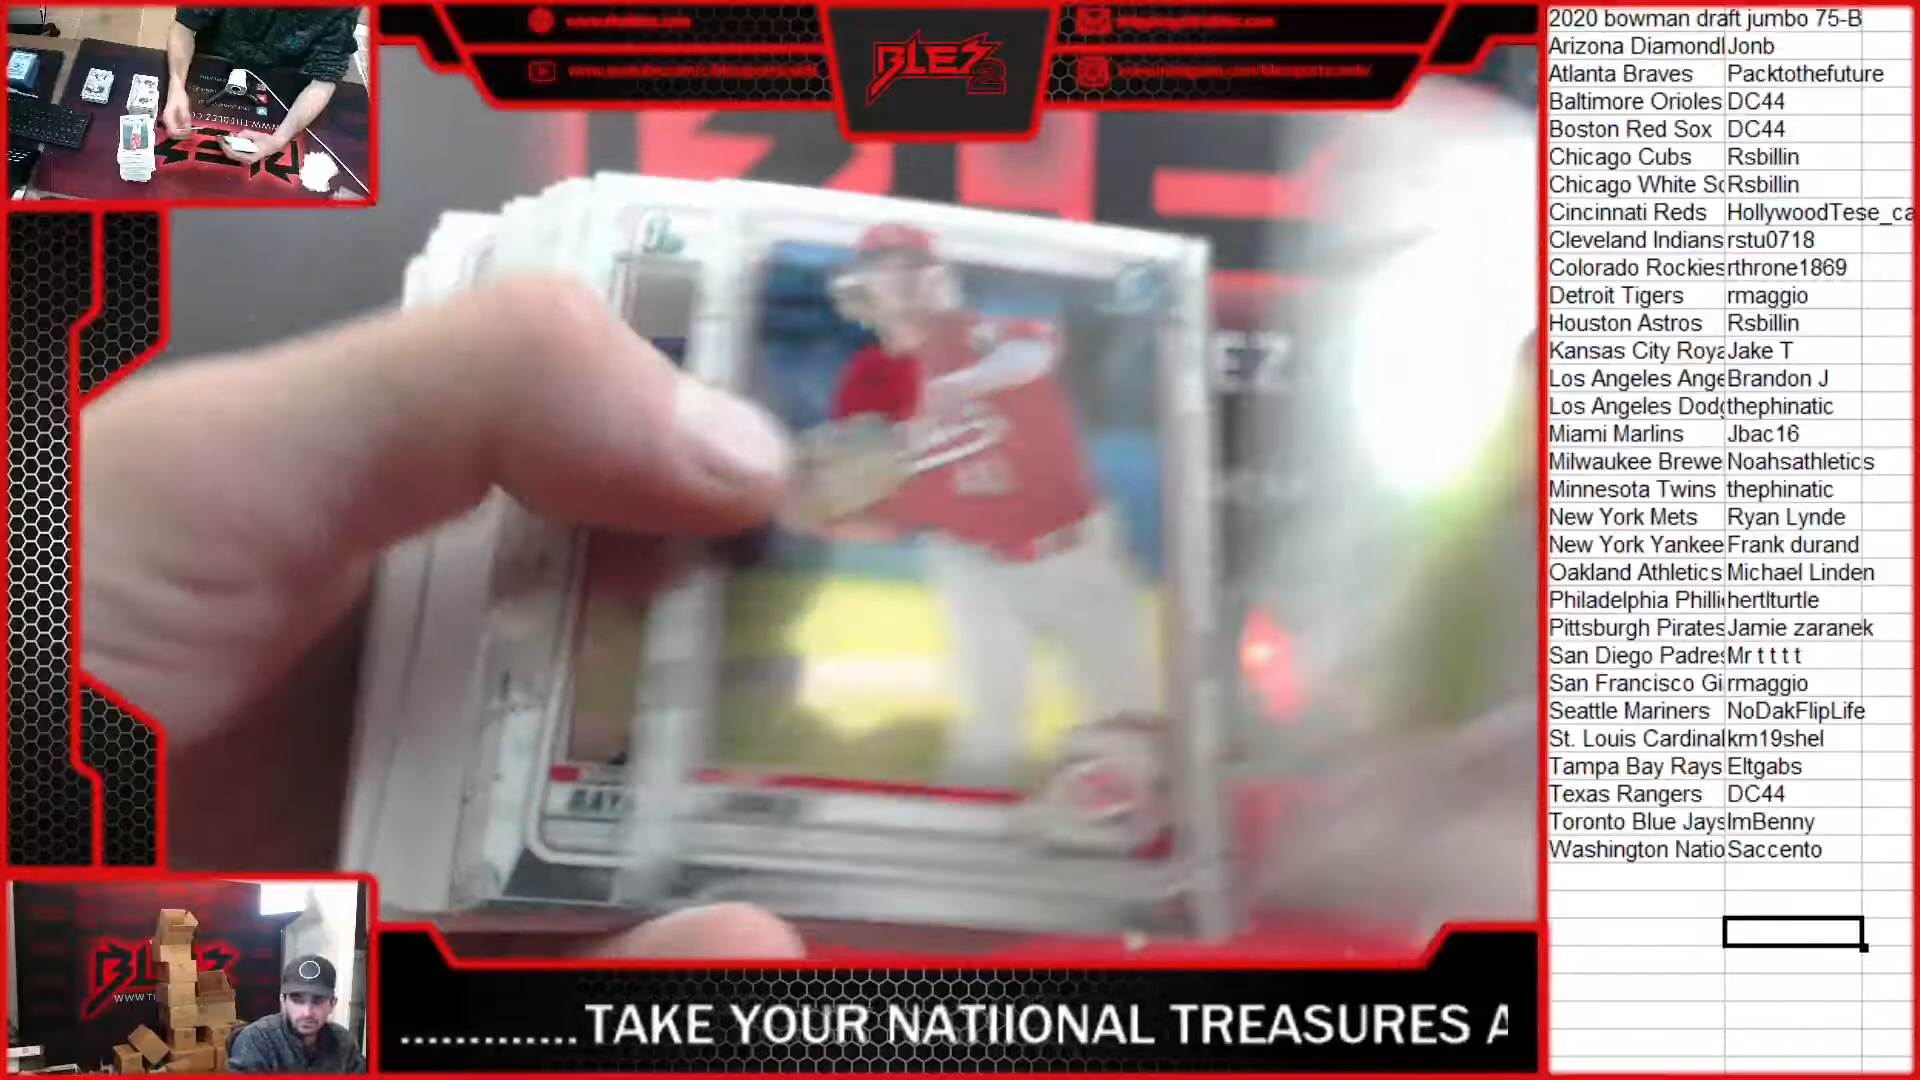 BLEZ
2
2020 bowman draft jumbo 75-B
Arizona Diamond Jonb
Atlanta Braves Packtothefuture
Baltimore Orioles DC44
Boston Red Sox DC44
Chicago Cubs Rsbillin
Chicago White So Rsbillin
Cincinnati Reds HollywoodTese_ca
Cleveland Indians rstu0718
Colorado Rockies rthrone1869
Detroit Tigers rmaggio
Houston Astros Rsbillin
Kansas City Roya Jake T
Los Angeles Ange Brandon J
Los Angeles Dod thephinatic
Miami Marlins Jbac16
Milwaukee Brewe Noahsathletics
Minnesota Twins thephinatic
New York Mets Ryan Lynde
New York Yankee Frank durand
Oakland Athletics Michael Linden
Philadelphia Philli hertlturtle
Pittsburgh Pirates Jamie zaranek
San Diego Padres Mr t t t t
San Francisco Gi rmaggio
Seattle Mariners NoDakFlipLife
St. Louis Cardinal km19shel
Tampa Bay Rays Eltgabs
Texas Rangers DC44
Toronto Blue Jays ImBenny
Washington Natio Saccento
.............TAKE YOUR NATIIONAL TREASURES A